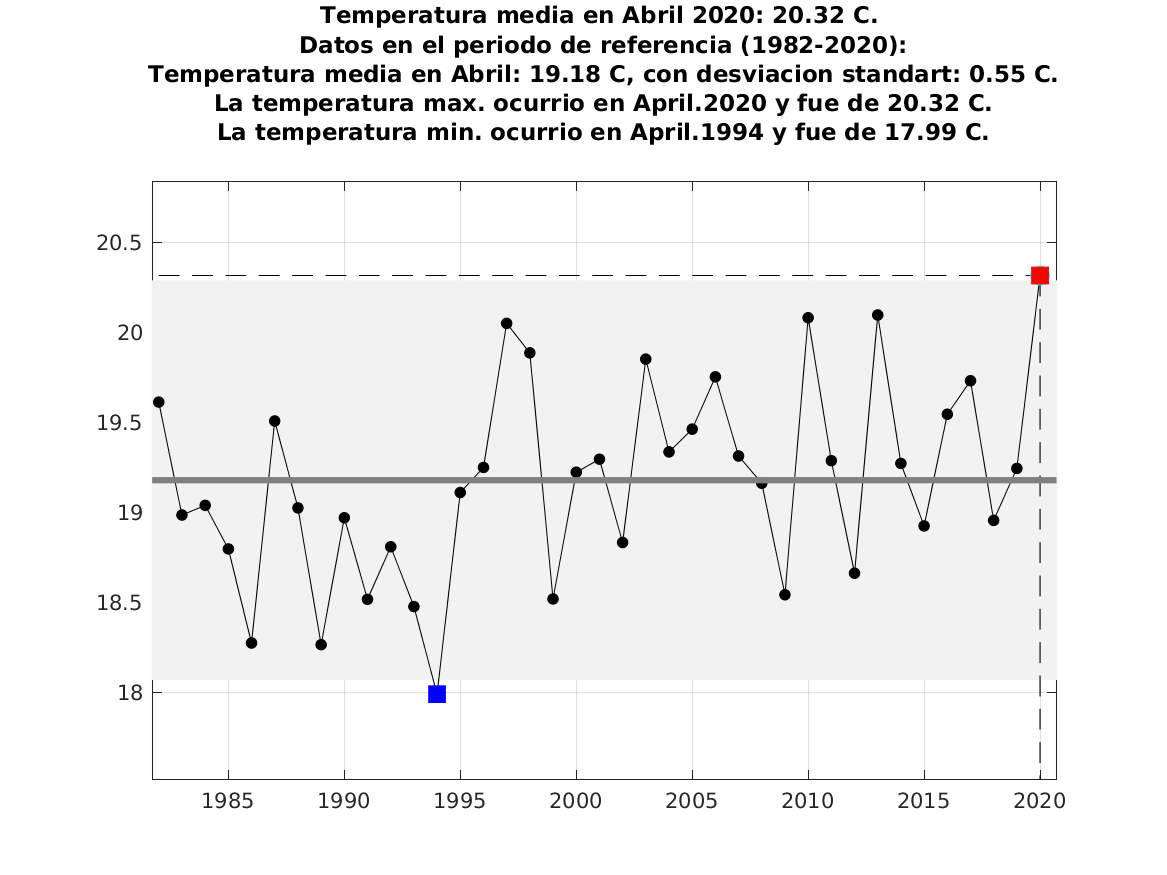 Temperatura media en Abril 2020: 20.32 C.
Datos en el periodo de referencia (1982-2020):
Temperatura media en Abril: 19.18 C, con desviacion standart: 0.55 C.
La temperatura max. ocurrio en April.2020 y fue de 20.32 C.
La temperatura min. ocurrio en April.1994 y fue de 17.99 C.
20.5
20
19.5
19
18.5
18
1985 1990 1995 2000 2005 2010 2015 2020